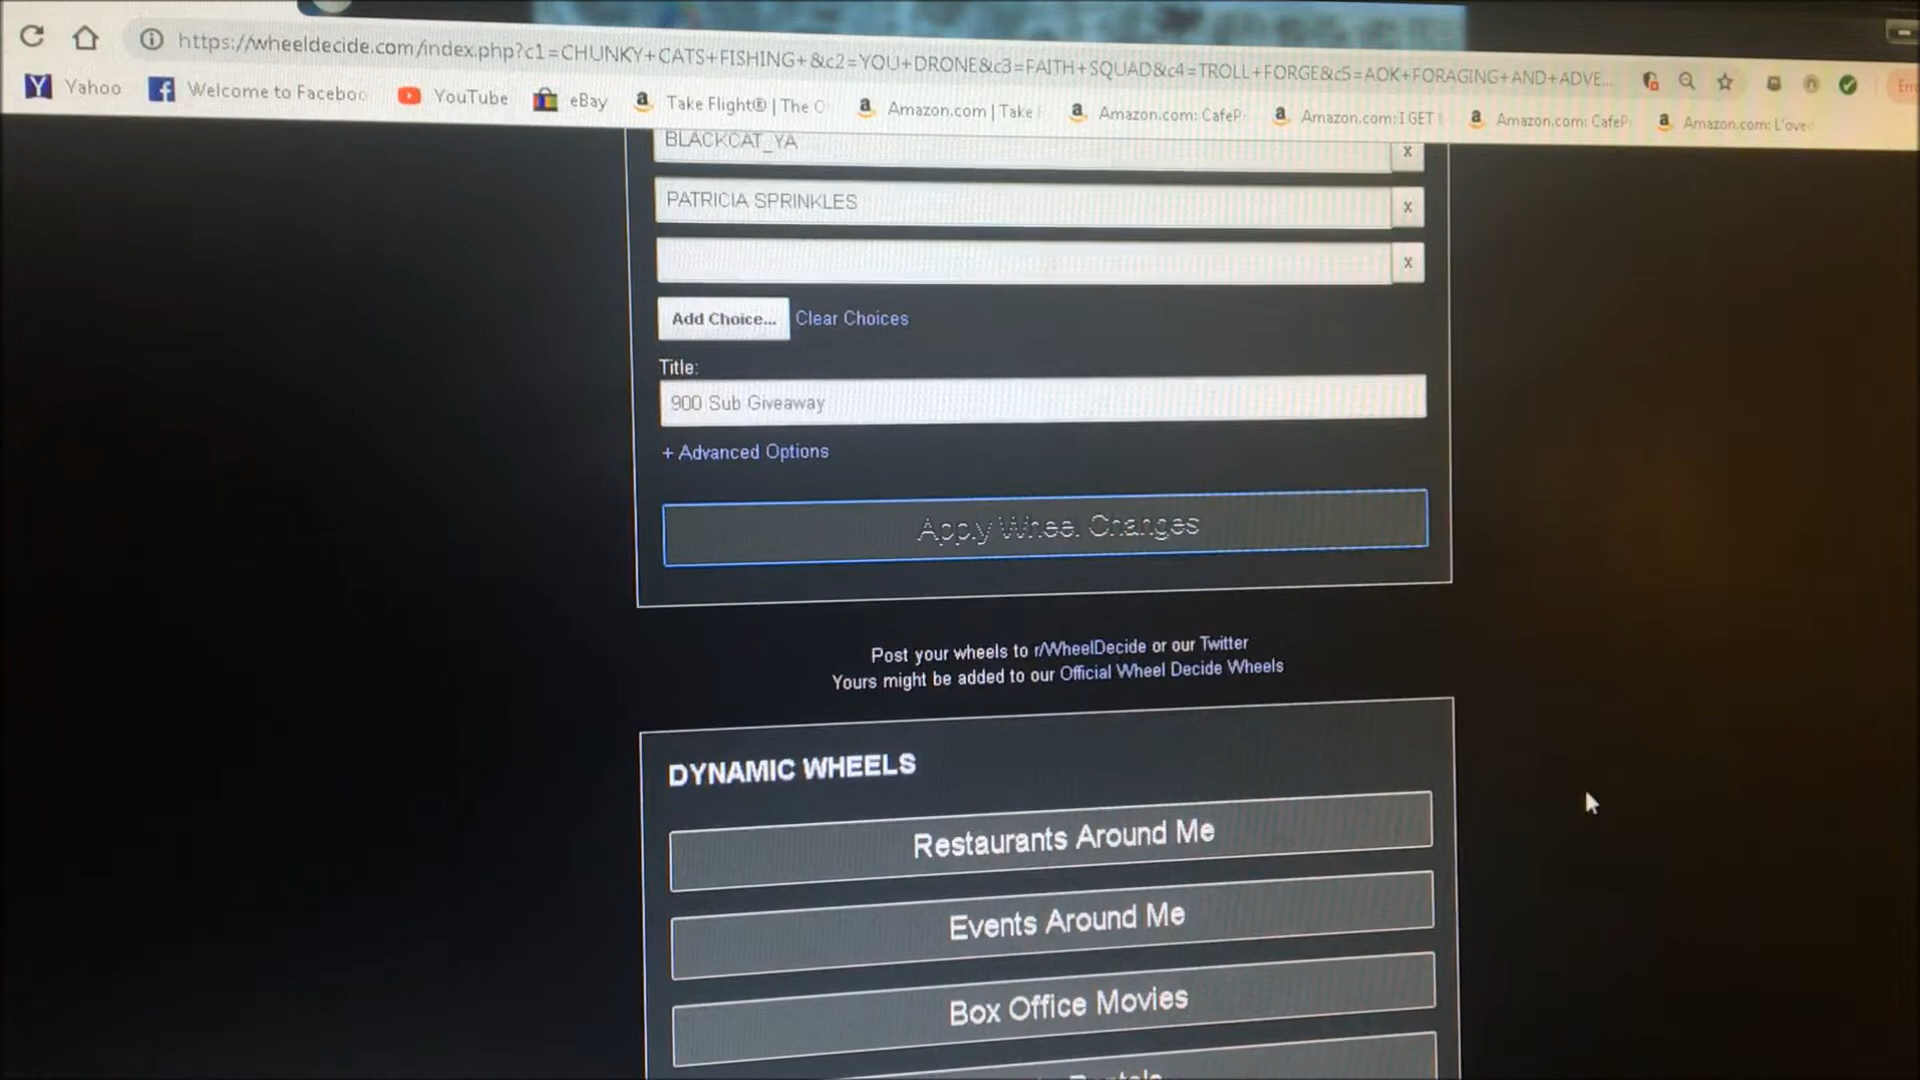 https://wheeldecide.com/index.php?c1=CHUNKY+CATS+FISHING+&c2=YOU+DRONE&c3=FAITH+SQUAD&c4=TROLL+FORGE&c5=AOK+FORAGING+AND+ADVE...
Yahoo Welcome to Faceboo YouTube eBay Take Flight® | The O Amazon.com | Take Amazon.com: CafeP Amazon.com: I GET Amazon.com: CafeP Amazon.com: L'ove
BLACKCAT_YA x
PATRICIA SPRINKLES x
x
Add Choice... Clear Choices
Title:
900 Sub Giveaway
+ Advanced Options
Apply Wheel Changes
Post your wheels to r/WheelDecide or our Twitter
Yours might be added to our Official Wheel Decide Wheels
DYNAMIC WHEELS
Restaurants Around Me
Events Around Me
Box Office Movies